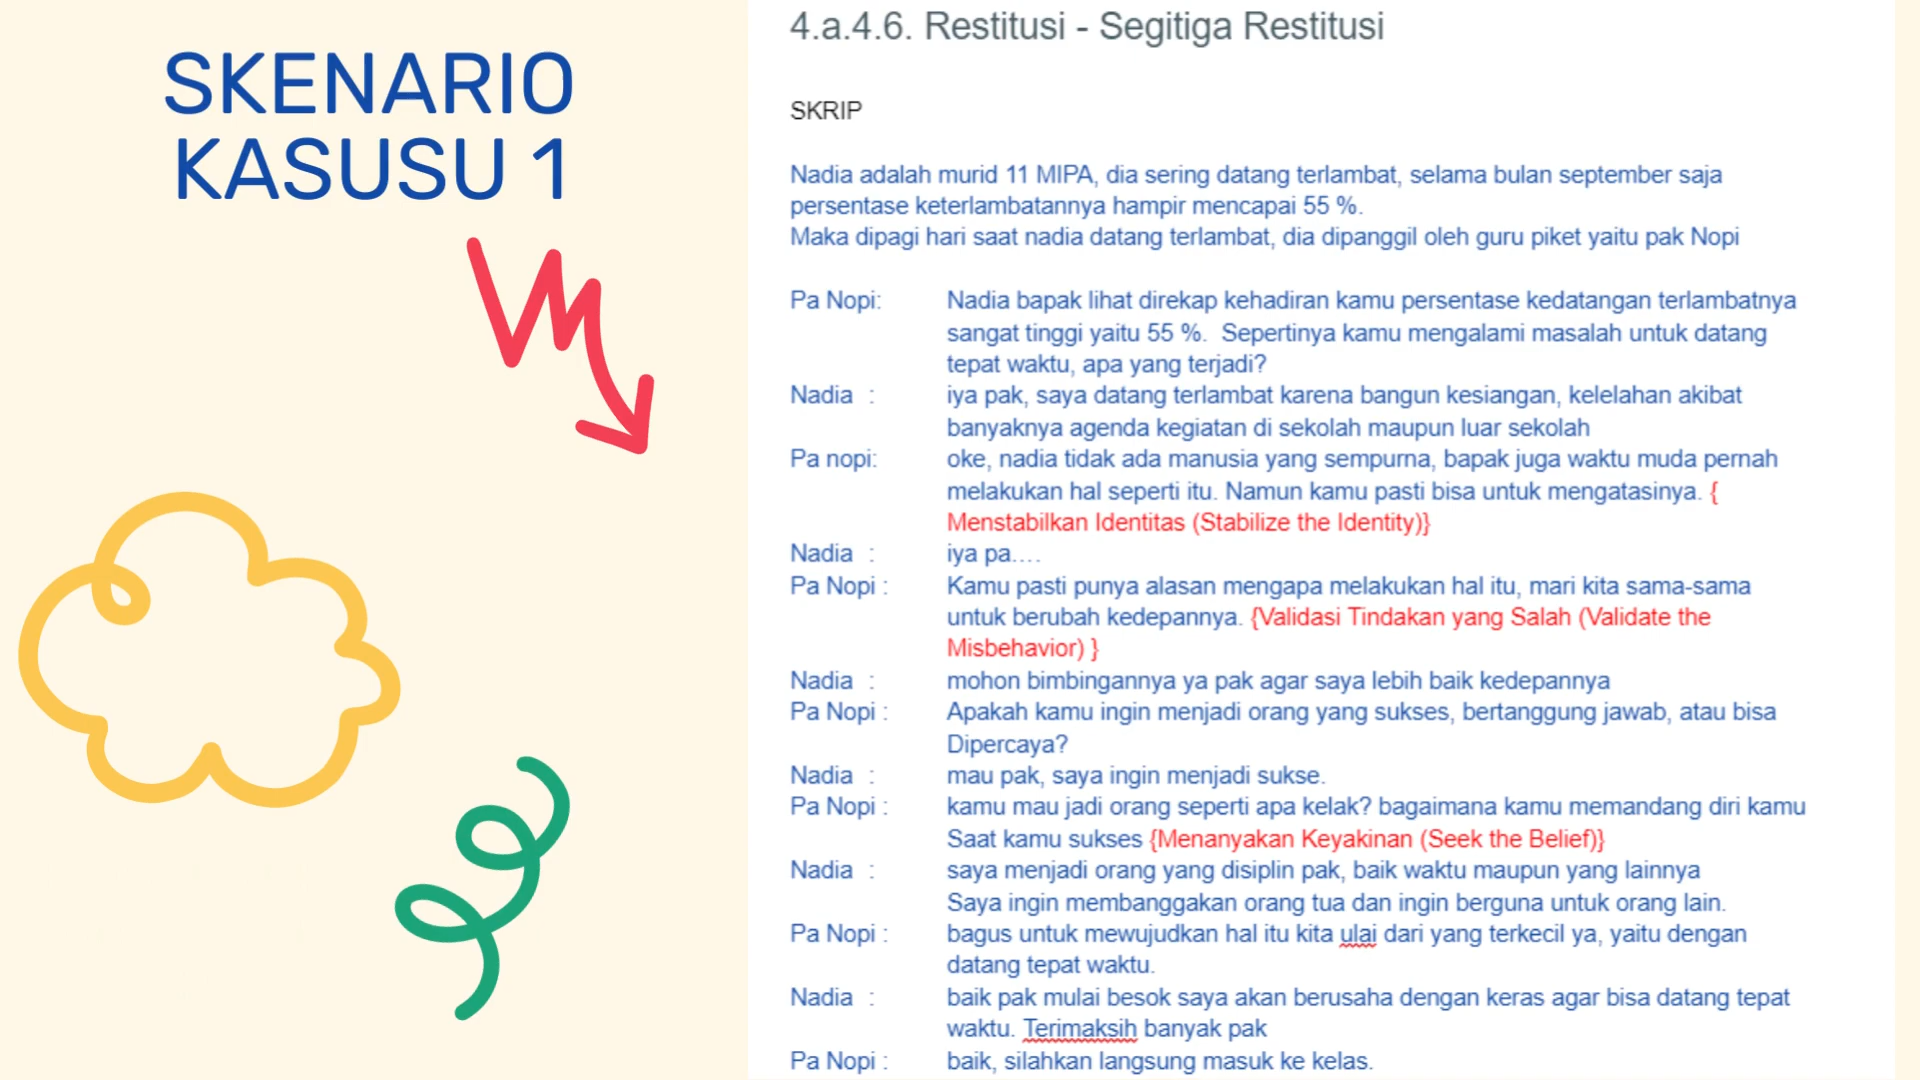 SKENARIO
KASUSU 1
4.a.4.6. Restitusi - Segitiga Restitusi
SKRIP
Nadia adalah murid 11 MIPA, dia sering datang terlambat, selama bulan september saja
persentase keterlambatannya hampir mencapai 55 %.
Maka dipagi hari saat nadia datang terlambat, dia dipanggil oleh guru piket yaitu pak Nopi
Pa Nopi: Nadia bapak lihat direkap kehadiran kamu persentase kedatangan terlambatnya
sangat tinggi yaitu 55 %. Sepertinya kamu mengalami masalah untuk datang
tepat waktu, apa yang terjadi?
Nadia : iya pak, saya datang terlambat karena bangun kesiangan, kelelahan akibat
banyaknya agenda kegiatan di sekolah maupun luar sekolah
Pa nopi: oke, nadia tidak ada manusia yang sempurna, bapak juga waktu muda pernah
melakukan hal seperti itu. Namun kamu pasti bisa untuk mengatasinya. {
Menstabilkan Identitas (Stabilize the Identity)}
Nadia : iya pa....
Pa Nopi : Kamu pasti punya alasan mengapa melakukan hal itu, mari kita sama-sama
untuk berubah kedepannya. {Validasi Tindakan yang Salah (Validate the
Misbehavior) }
Nadia : mohon bimbingannya ya pak agar saya lebih baik kedepannya
Pa Nopi : Apakah kamu ingin menjadi orang yang sukses, bertanggung jawab, atau bisa
Dipercaya?
Nadia : mau pak, saya ingin menjadi sukse.
Pa Nopi : kamu mau jadi orang seperti apa kelak? bagaimana kamu memandang diri kamu
Saat kamu sukses {Menanyakan Keyakinan (Seek the Belief)}
Nadia : saya menjadi orang yang disiplin pak, baik waktu maupun yang lainnya
Saya ingin membanggakan orang tua dan ingin berguna untuk orang lain.
Pa Nopi : bagus untuk mewujudkan hal itu kita ulai dari yang terkecil ya, yaitu dengan
datang tepat waktu.
Nadia : baik pak mulai besok saya akan berusaha dengan keras agar bisa datang tepat
waktu. Terimaksih banyak pak
Pa Nopi : baik, silahkan langsung masuk ke kelas.